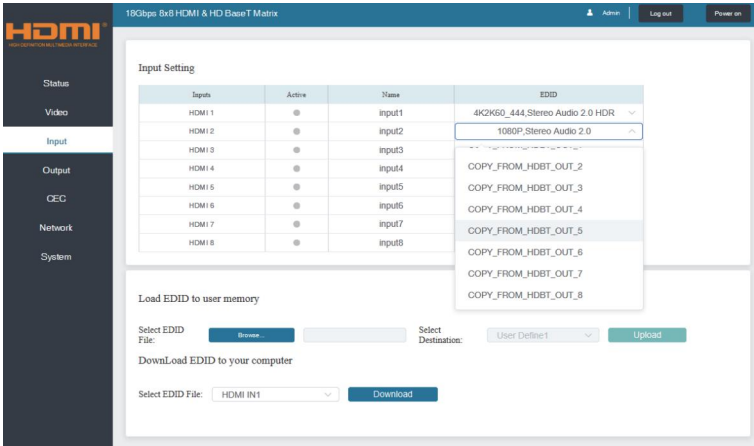 HDMI®
HIGH DEFINITION MULTIMEDIA INTERFACE
18Gbps 8x8 HDMI & HD BaseT Matrix
Admin
Log out
Power on
Status
Video
Input
Output
CEC
Network
System
Input Setting
Inputs Active Name EDID
HDMI 1 input1 4K2K60_444,Stereo Audio 2.0 HDR
HDMI 2 input2 1080P,Stereo Audio 2.0
HDMI 3 input3
HDMI 4 input4
HDMI 5 input5
HDMI 6 input6
HDMI 7 input7
HDMI 8 input8
COPY_FROM_HDBT_OUT_2
COPY_FROM_HDBT_OUT_3
COPY_FROM_HDBT_OUT_4
COPY_FROM_HDBT_OUT_5
COPY_FROM_HDBT_OUT_6
COPY_FROM_HDBT_OUT_7
COPY_FROM_HDBT_OUT_8
Load EDID to user memory
Select EDID
File:
Browse...
Select
Destination:
User Define1
Upload
DownLoad EDID to your computer
Select EDID File: HDMI IN1 Download